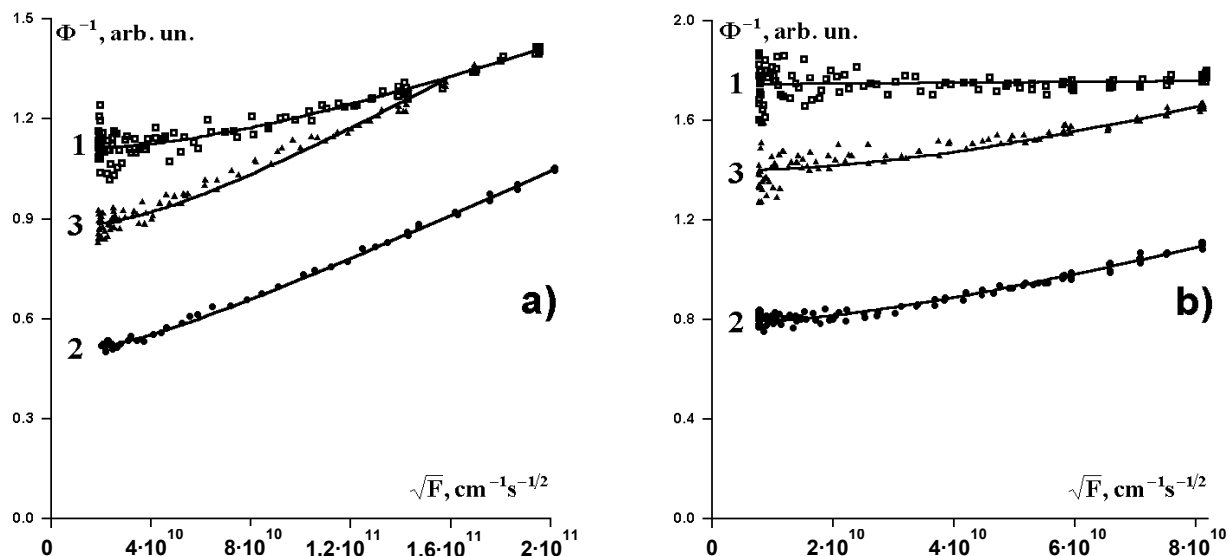 1.5
Φ⁻¹, arb. un.
1.2
1
0.9
3
0.6
2
a)
0.3
√F, cm⁻¹s⁻¹ᐟ²
0.0
0 4·10¹⁰ 8·10¹⁰ 1.2·10¹¹ 1.6·10¹¹ 2·10¹¹
2.0
Φ⁻¹, arb. un.
1
1.6
3
1.2
0.8
2
b)
0.4
√F, cm⁻¹s⁻¹ᐟ²
0.0
0 2·10¹⁰ 4·10¹⁰ 6·10¹⁰ 8·10¹⁰